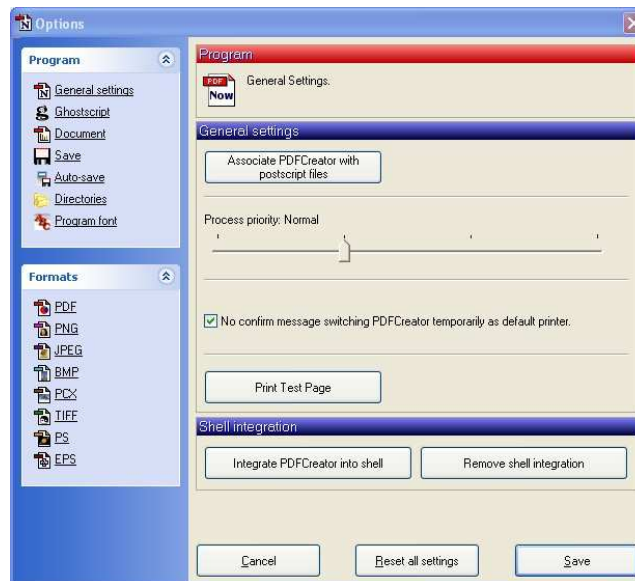 Options
Program
General settings
Ghostscript
Document
Save
Auto-save
Directories
Program font
Formats
PDF
PNG
JPEG
BMP
PCX
TIFF
PS
EPS
Program
PDF
Now
General Settings.
General settings
Associate PDFCreator with
postscript files
Process priority: Normal
No confirm message switching PDFCreator temporarily as default printer.
Print Test Page
Shell integration
Integrate PDFCreator into shell
Remove shell integration
Cancel
Reset all settings
Save